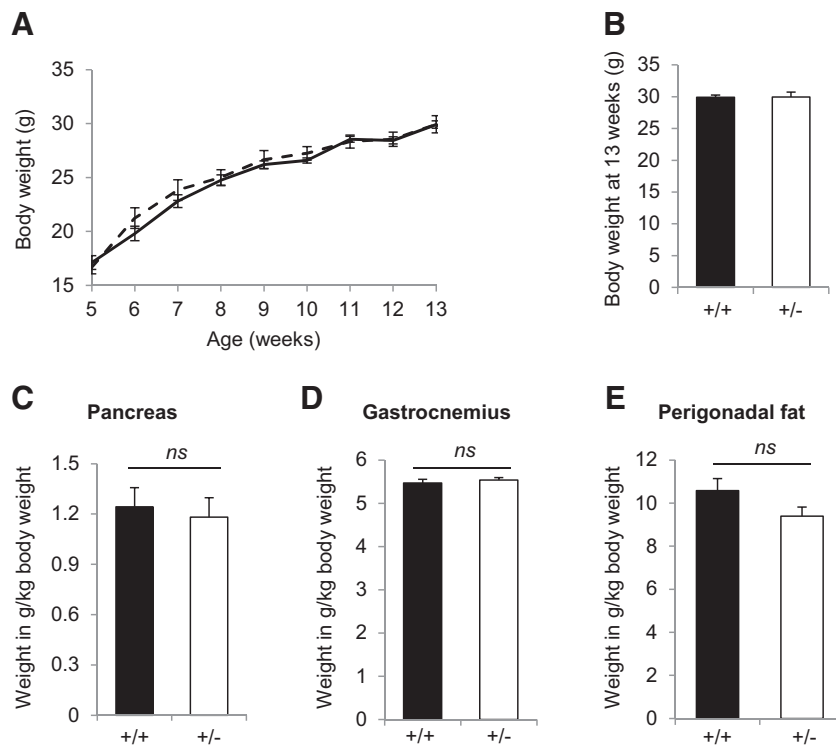 A
Body weight (g)
35
30
25
20
15
5 6 7 8 9 10 11 12 13
Age (weeks)
B
Body weight at 13 weeks (g)
35
30
25
20
15
10
5
0
+/+ +/-
C
Pancreas
Weight in g/kg body weight
1.5
1.2
0.9
0.6
0.3
0
ns
+/+ +/-
D
Gastrocnemius
Weight in g/kg body weight
6
5
4
3
2
1
0
ns
+/+ +/-
E
Perigonadal fat
Weight in g/kg body weight
12
10
8
6
4
2
0
ns
+/+ +/-